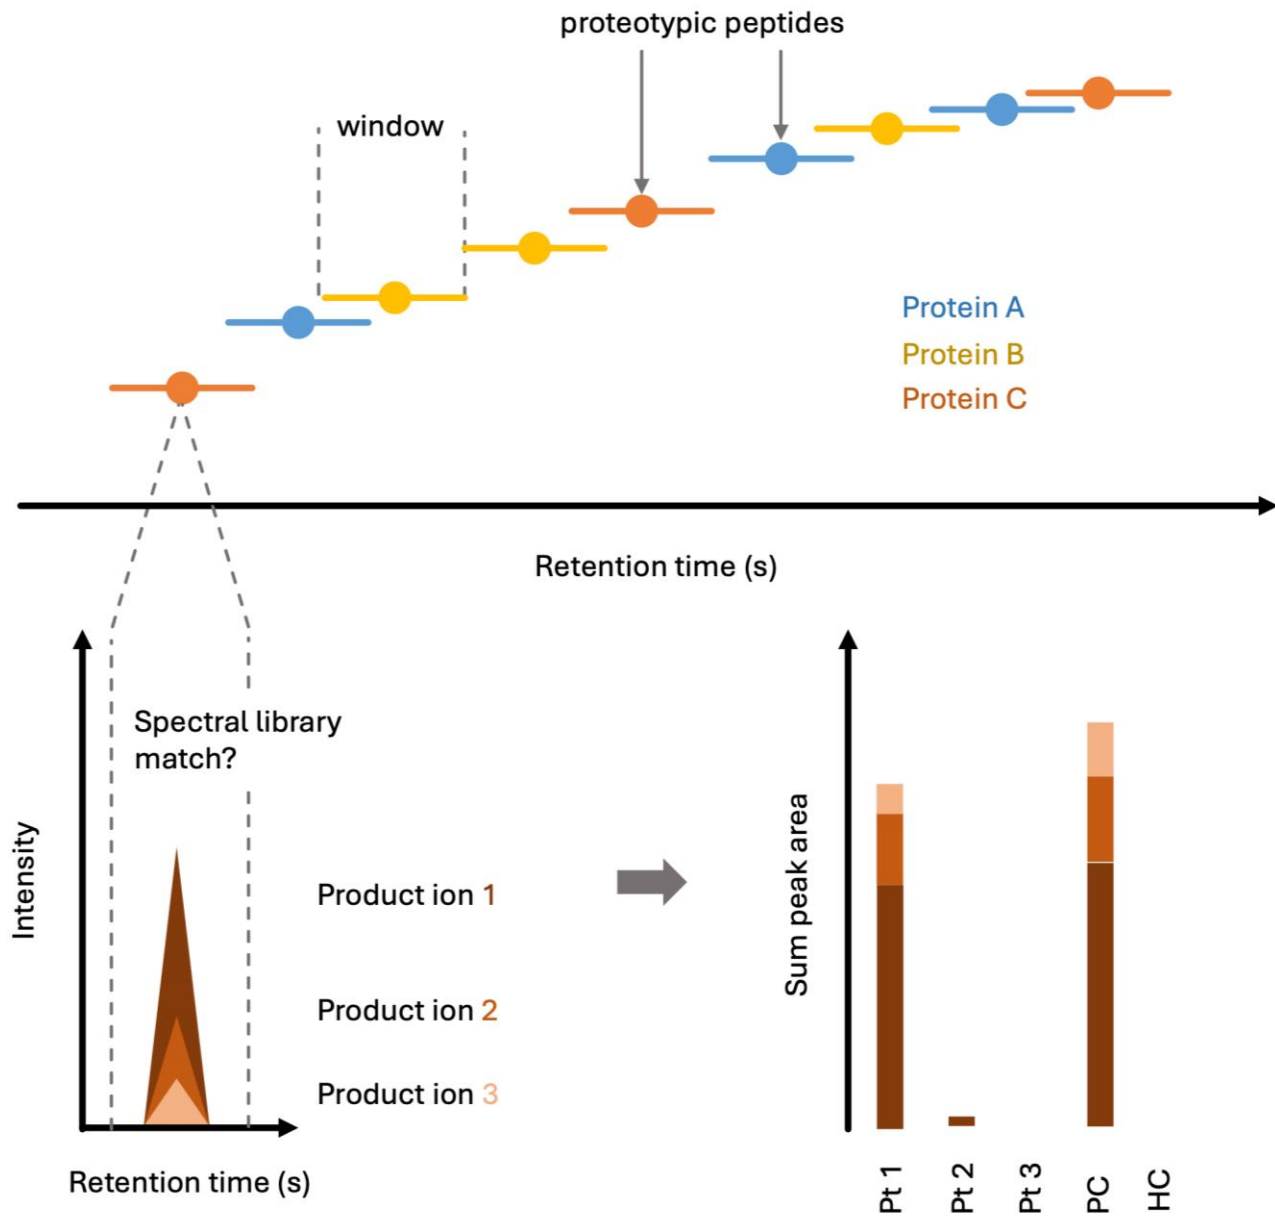 proteotypic peptides
window
Protein A
Protein B
Protein C
Retention time (s)
Spectral library
match?
Intensity
Product ion 1
Product ion 2
Product ion 3
Retention time (s)
Sum peak area
Pt 1
Pt 2
Pt 3
PC
HC